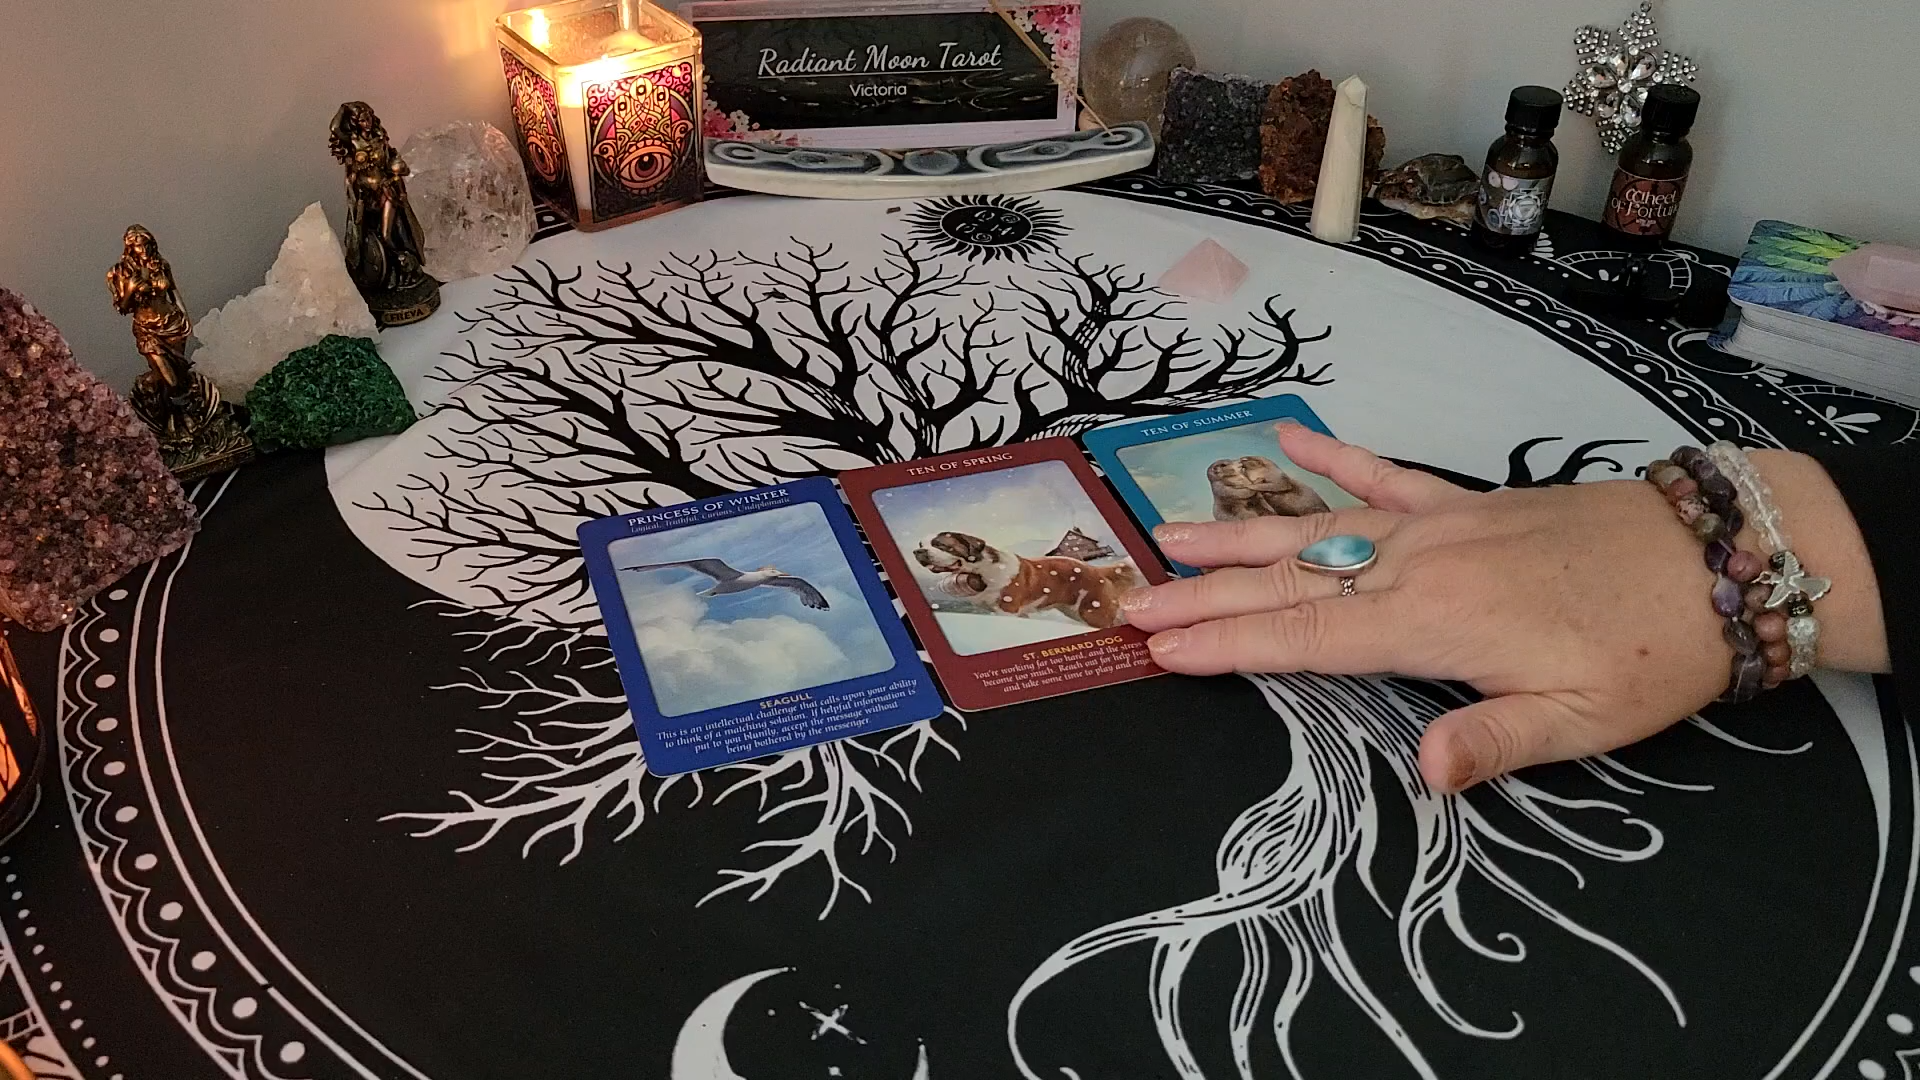 Radiant Moon Tarot
Victoria
FREYA
of Fortun
PRINCESS OF WINTER
Logical, Truthful, Curious, Undiplomatic
SEAGULL
This is an intellectual challenge that calls upon your ability
to think of a matching solution. If helpful information is
put to you bluntly, accept the message without
being bothered by the messenger.
TEN OF SPRING
ST. BERNARD DOG
You're working far too hard, and the stress
become too much. Reach out for help from
and take some time to play and enjo
TEN OF SUMMER